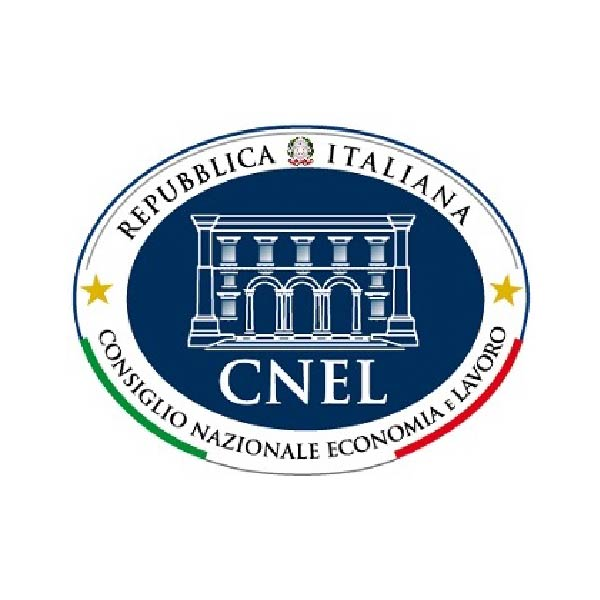 REPUBBLICA ITALIANA
CNEL
CONSIGLIO NAZIONALE ECONOMIA E LAVORO